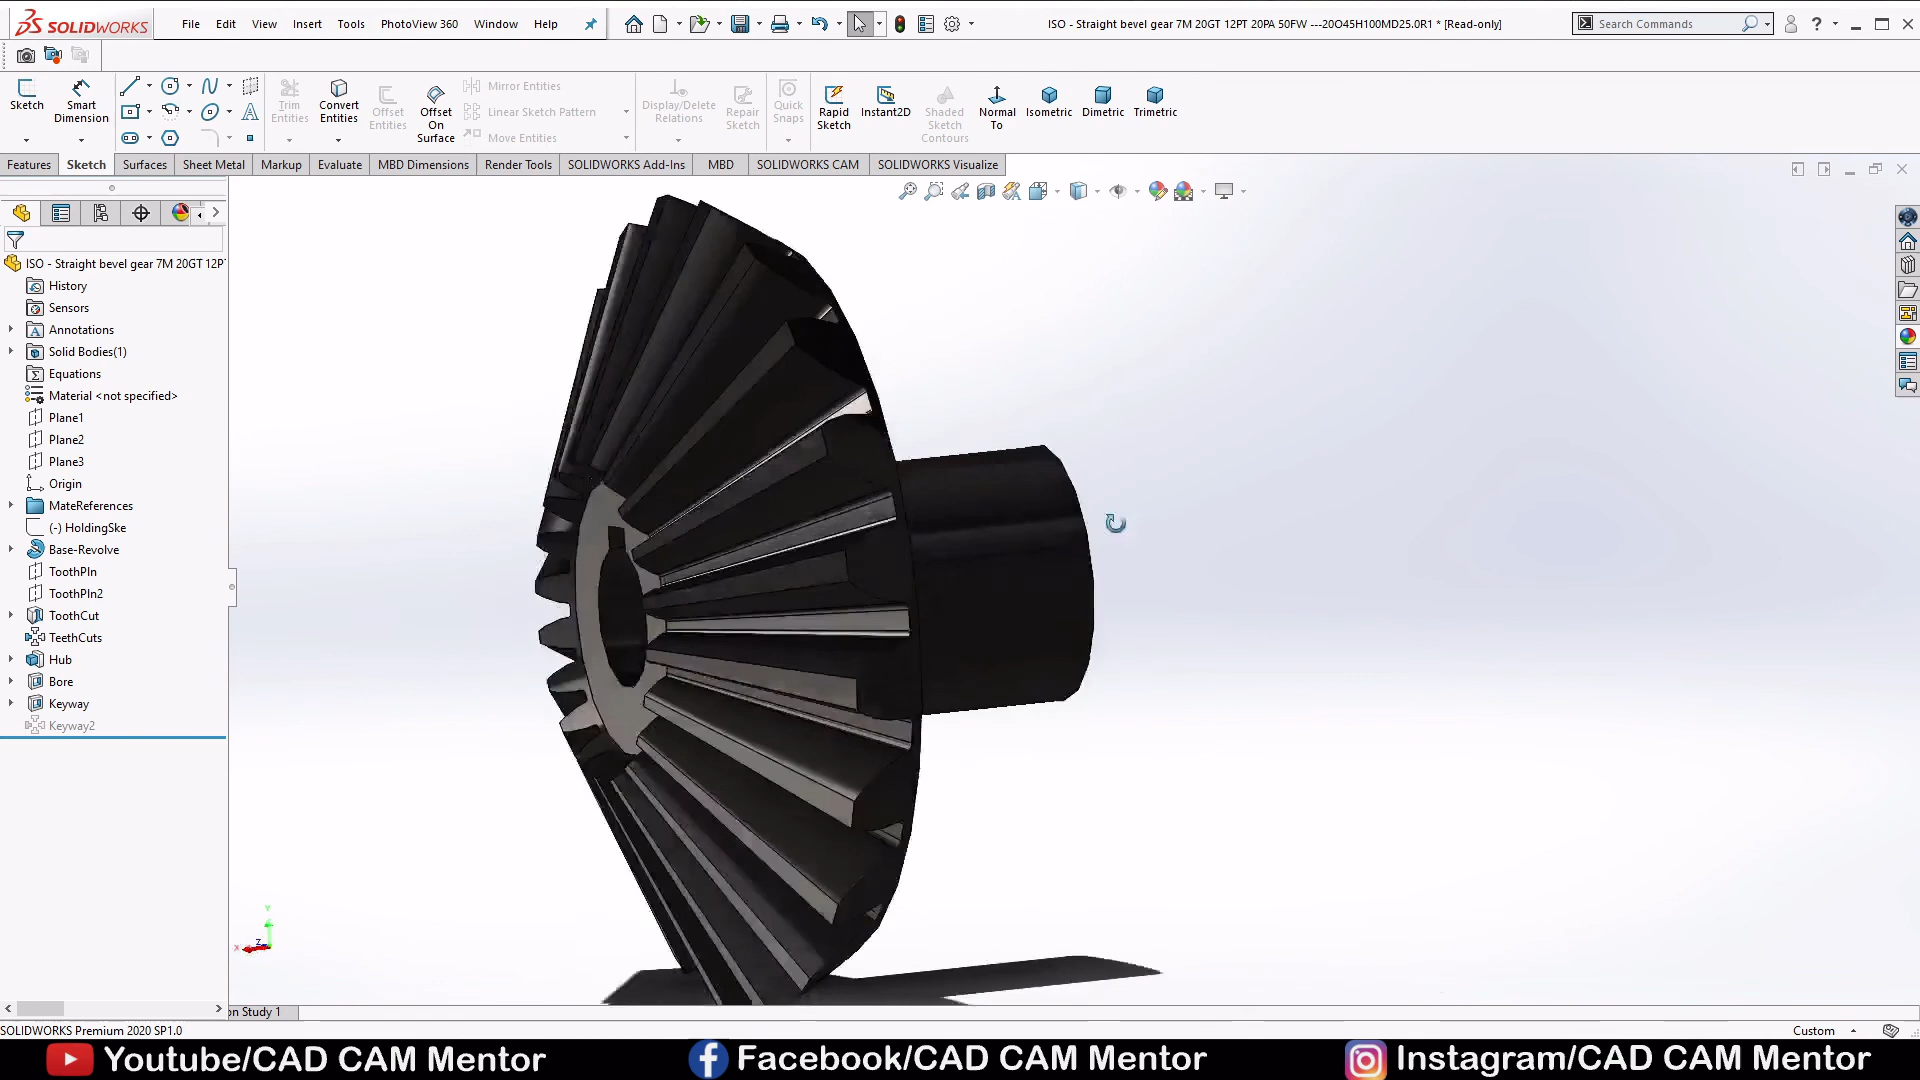 SOLIDWORKS
File Edit View Insert Tools PhotoView 360 Window Help
ISO - Straight bevel gear 7M 20GT 12PT 20PA 50FW ---20O45H100MD25.0R1 * [Read-only]
Search Commands
Sketch
Smart Dimension
Trim Entities
Convert Entities
Offset Entities
Offset On Surface
Mirror Entities
Linear Sketch Pattern
Move Entities
Display/Delete Relations
Repair Sketch
Quick Snaps
Rapid Sketch
Instant2D
Shaded Sketch Contours
Normal To
Isometric
Dimetric
Trimetric
Features Sketch Surfaces Sheet Metal Markup Evaluate MBD Dimensions Render Tools SOLIDWORKS Add-Ins MBD SOLIDWORKS CAM SOLIDWORKS Visualize
ISO - Straight bevel gear 7M 20GT 12P
History
Sensors
Annotations
Solid Bodies(1)
Equations
Material <not specified>
Plane1
Plane2
Plane3
Origin
MateReferences
(-) HoldingSke
Base-Revolve
ToothPln
ToothPln2
ToothCut
TeethCuts
Hub
Bore
Keyway
Keyway2
Y
Z
X
on Study 1
SOLIDWORKS Premium 2020 SP1.0
Custom
Youtube/CAD CAM Mentor
Facebook/CAD CAM Mentor
Instagram/CAD CAM Mentor